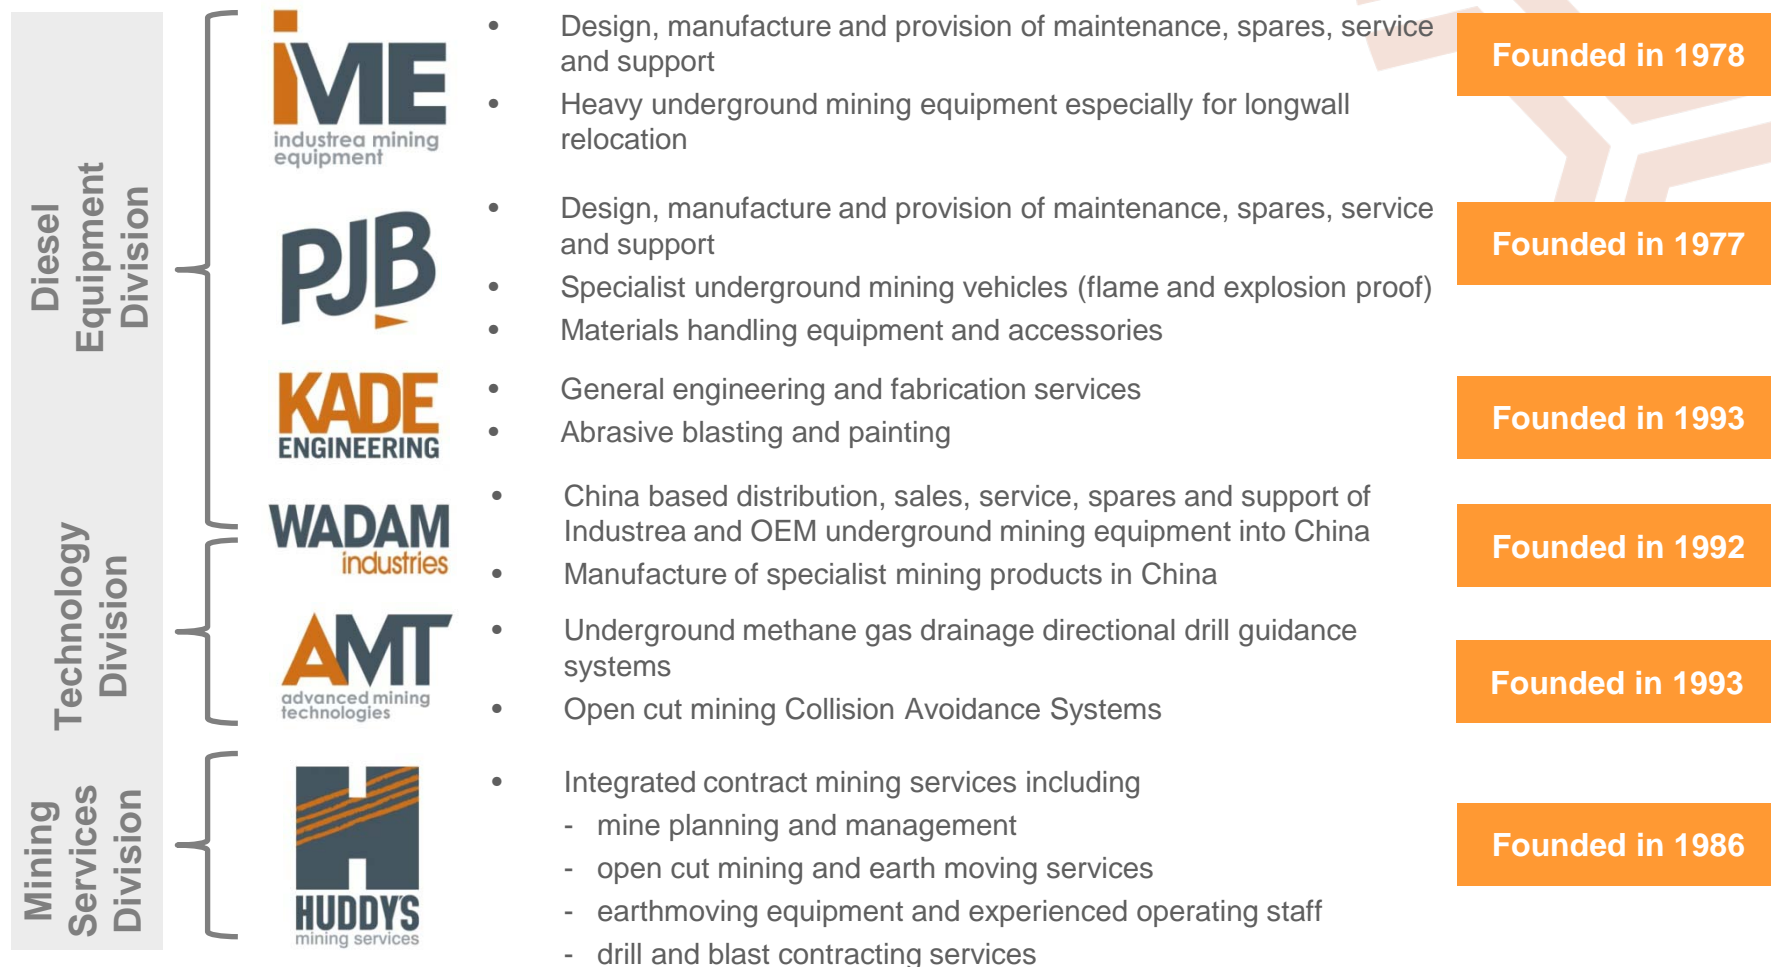 Diesel
Equipment
Division
iME
industrea mining
equipment
• Design, manufacture and provision of maintenance, spares, service
and support
• Heavy underground mining equipment especially for longwall
relocation
Founded in 1978
PJB
• Design, manufacture and provision of maintenance, spares, service
and support
• Specialist underground mining vehicles (flame and explosion proof)
• Materials handling equipment and accessories
Founded in 1977
KADE
ENGINEERING
• General engineering and fabrication services
• Abrasive blasting and painting
Founded in 1993
Technology
Division
WADAM
industries
• China based distribution, sales, service, spares and support of
Industrea and OEM underground mining equipment into China
• Manufacture of specialist mining products in China
Founded in 1992
AMT
advanced mining
technologies
• Underground methane gas drainage directional drill guidance
systems
• Open cut mining Collision Avoidance Systems
Founded in 1993
Mining
Services
Division
H
HUDDYS
mining services
• Integrated contract mining services including
- mine planning and management
- open cut mining and earth moving services
- earthmoving equipment and experienced operating staff
- drill and blast contracting services
Founded in 1986